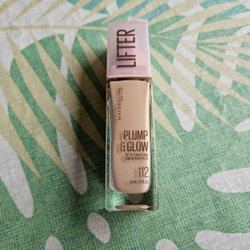 LIFTER
MAYBELLINE
PLUMP
& GLOW
112